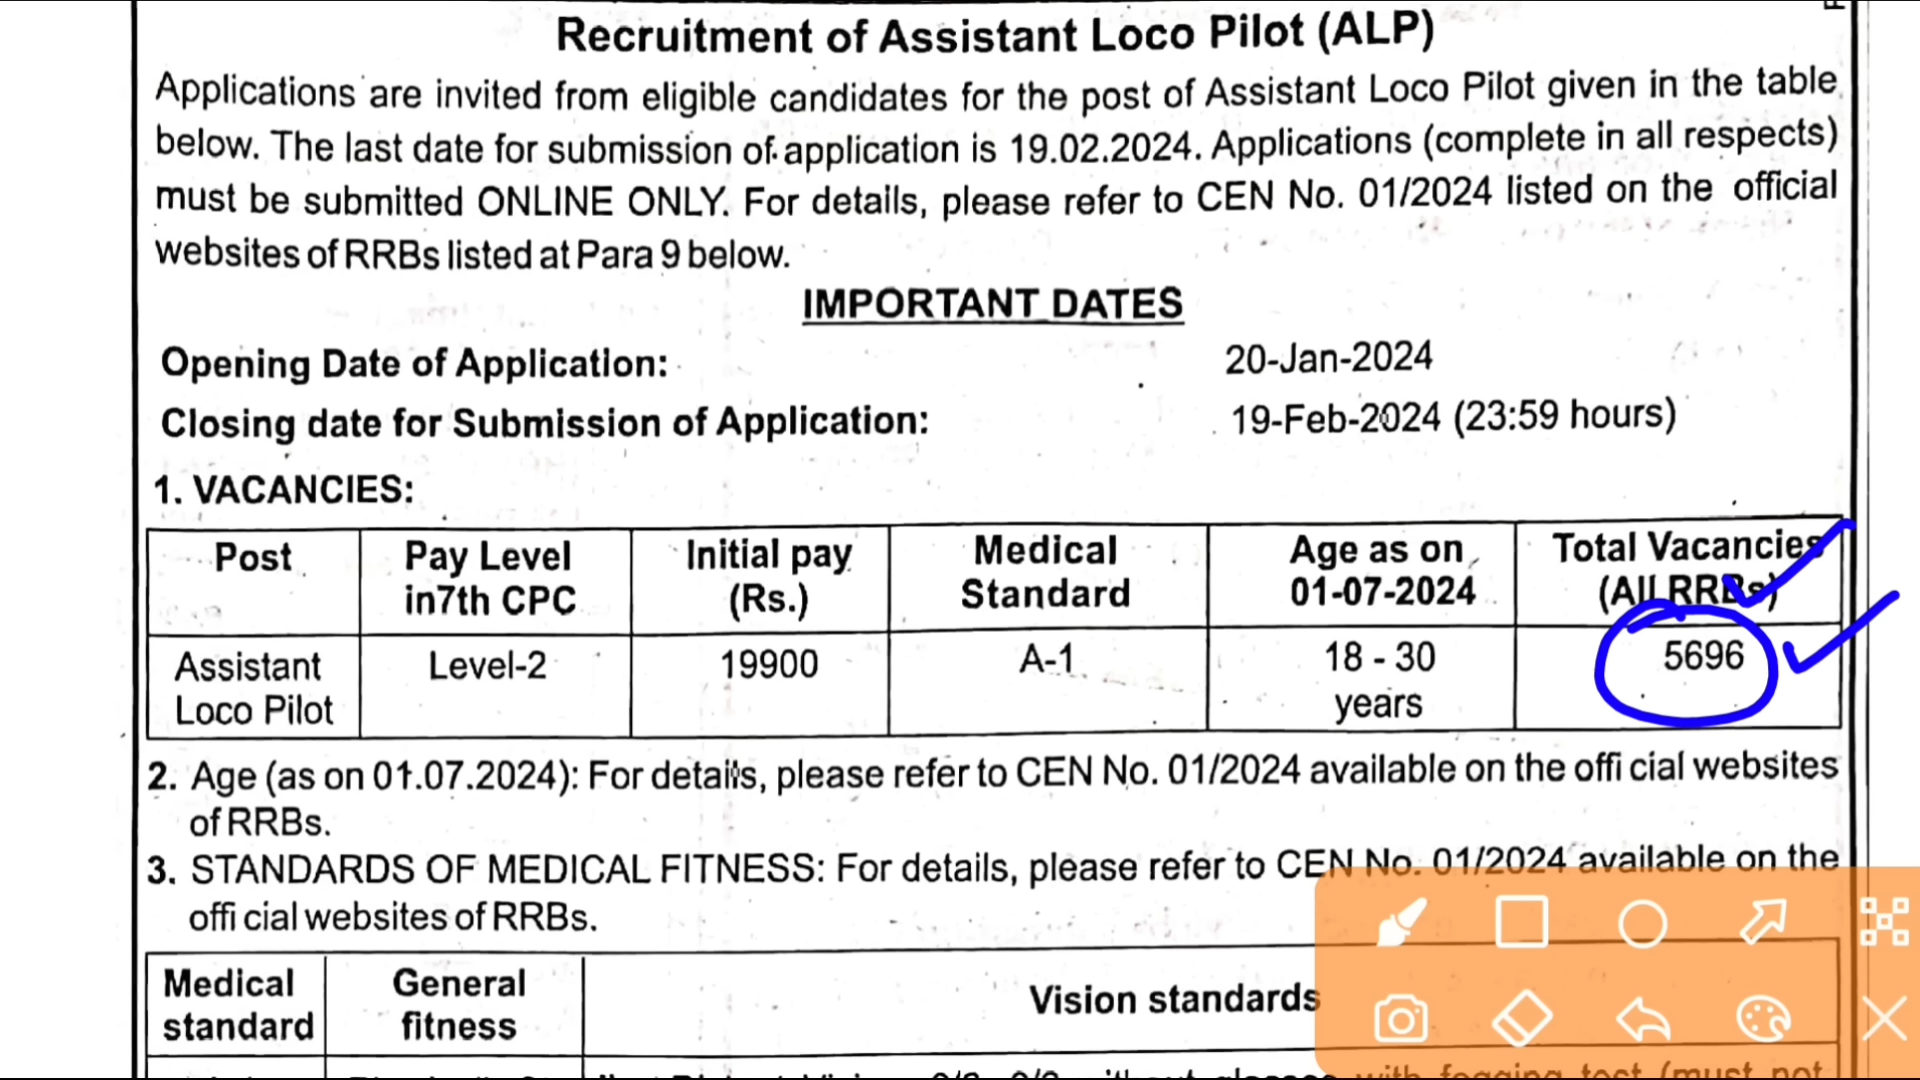 Recruitment of Assistant Loco Pilot (ALP)
Applications are invited from eligible candidates for the post of Assistant Loco Pilot given in the table
below. The last date for submission of application is 19.02.2024. Applications (complete in all respects)
must be submitted ONLINE ONLY. For details, please refer to CEN No. 01/2024 listed on the official
websites of RRBs listed at Para 9 below.
IMPORTANT DATES
Opening Date of Application: 20-Jan-2024
Closing date for Submission of Application: 19-Feb-2024 (23:59 hours)
1. VACANCIES:
Post Pay Level in7th CPC Initial pay (Rs.) Medical Standard Age as on 01-07-2024 Total Vacancies (All RRBs)
Assistant Loco Pilot Level-2 19900 A-1 18 - 30 years 5696
2. Age (as on 01.07.2024): For details, please refer to CEN No. 01/2024 available on the offi cial websites
of RRBs.
3. STANDARDS OF MEDICAL FITNESS: For details, please refer to CEN No. 01/2024 available on the
offi cial websites of RRBs.
Medical standard General fitness Vision standards
with fogging test (must not